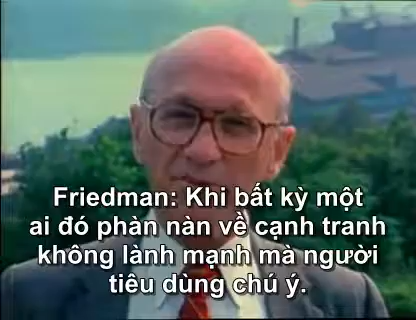 Friedman: Khi bất kỳ một
ai đó phàn nàn về cạnh tranh
không lành mạnh mà người
tiêu dùng chú ý.